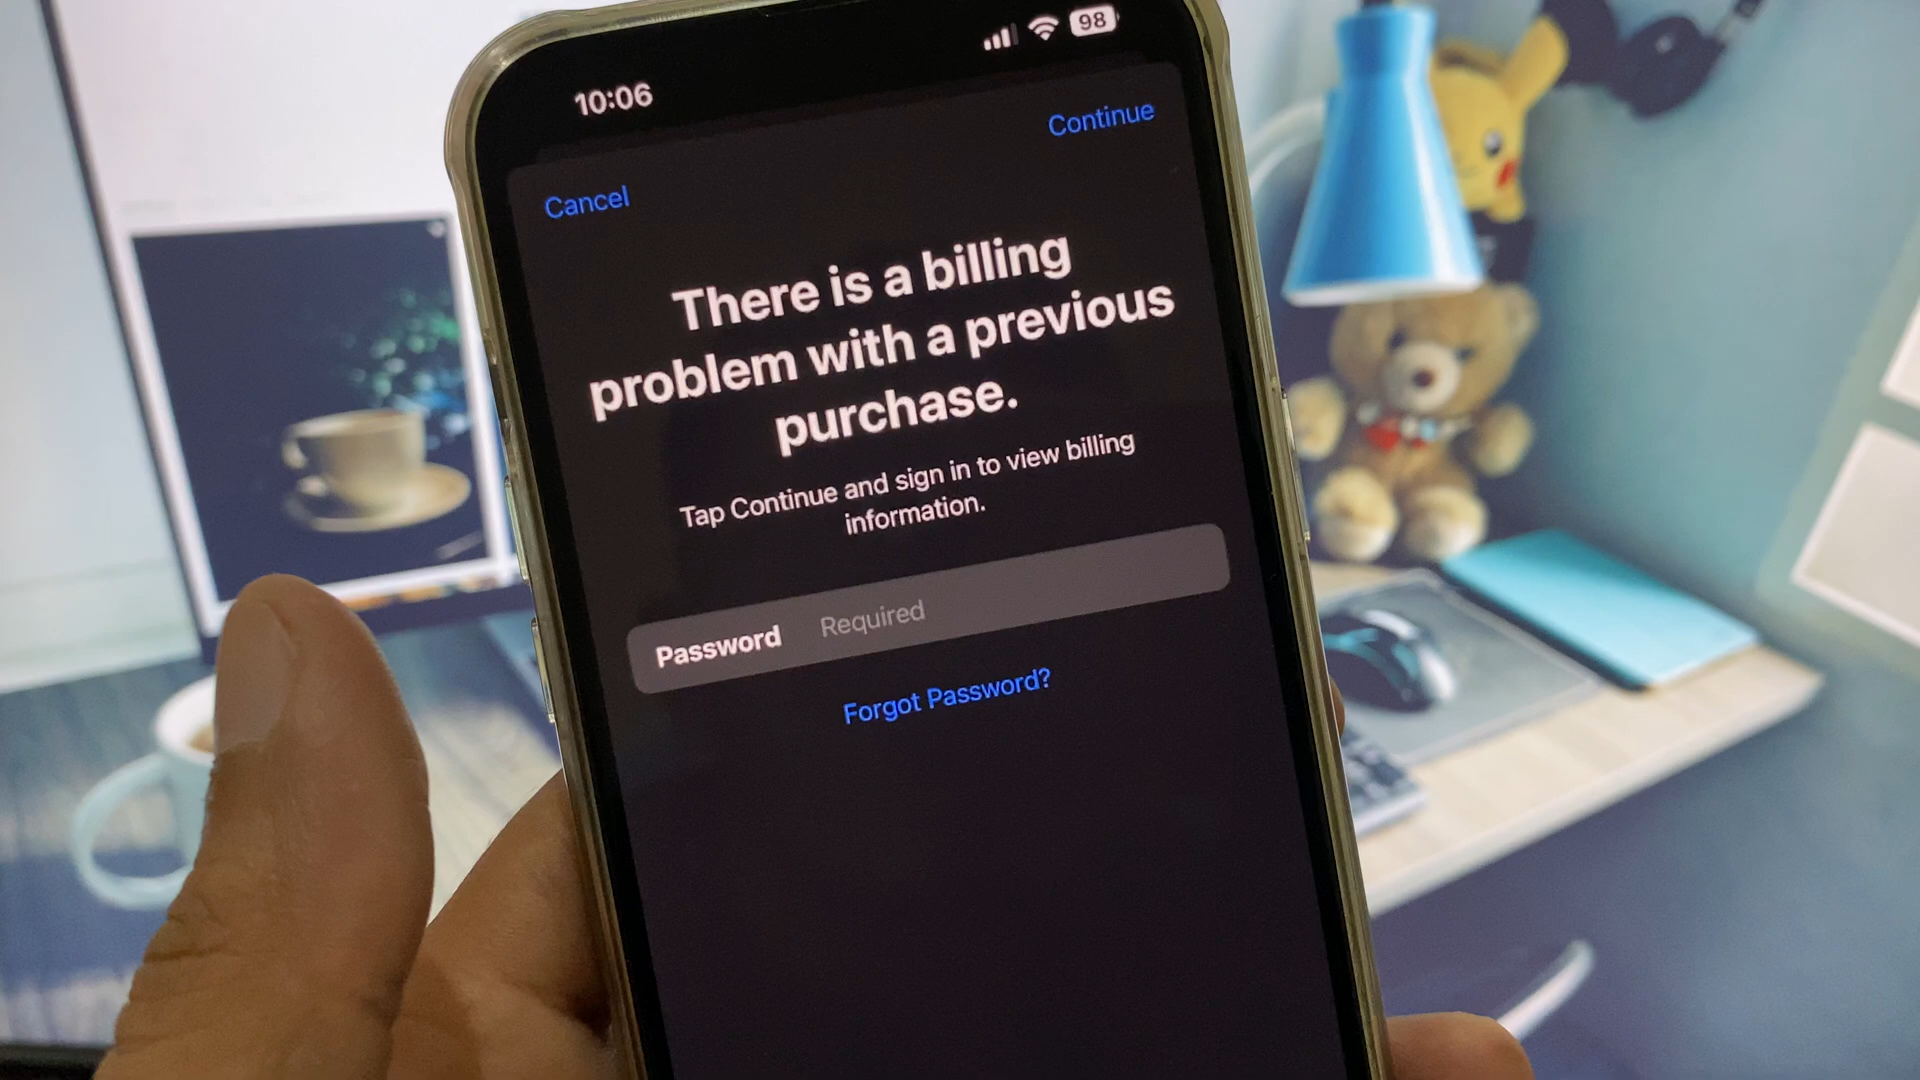 10:06
98
Cancel
Continue
There is a billing
problem with a previous
purchase.
Tap Continue and sign in to view billing
information.
Password Required
Forgot Password?